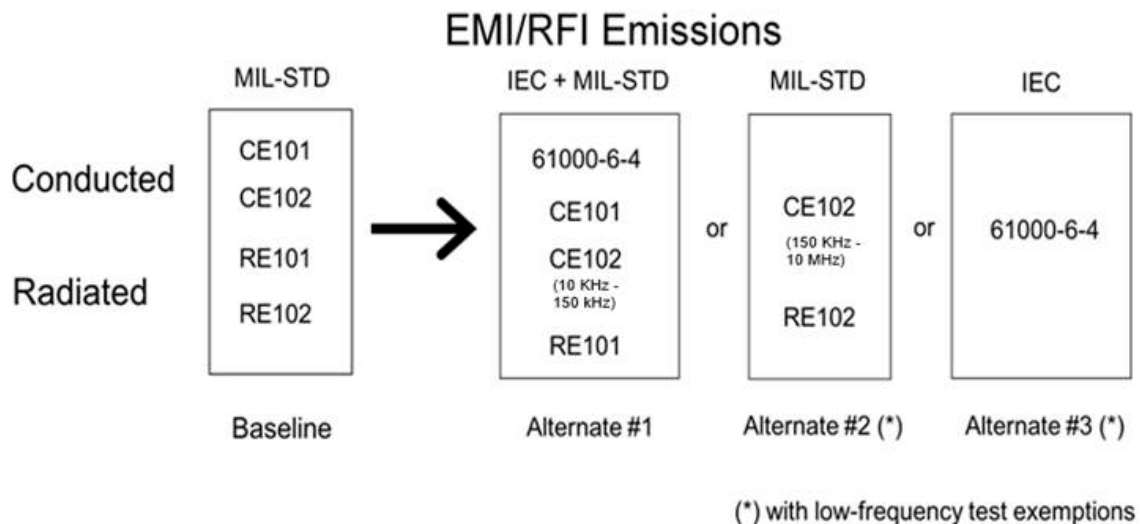 EMI/RFI Emissions
MIL-STD
IEC + MIL-STD
MIL-STD
IEC
Conducted
Radiated
CE101
CE102
RE101
RE102
61000-6-4
CE101
CE102
(10 KHz -
150 kHz)
RE101
or
CE102
(150 KHz -
10 MHz)
RE102
or
61000-6-4
Baseline
Alternate #1
Alternate #2 (*)
Alternate #3 (*)
(*) with low-frequency test exemptions